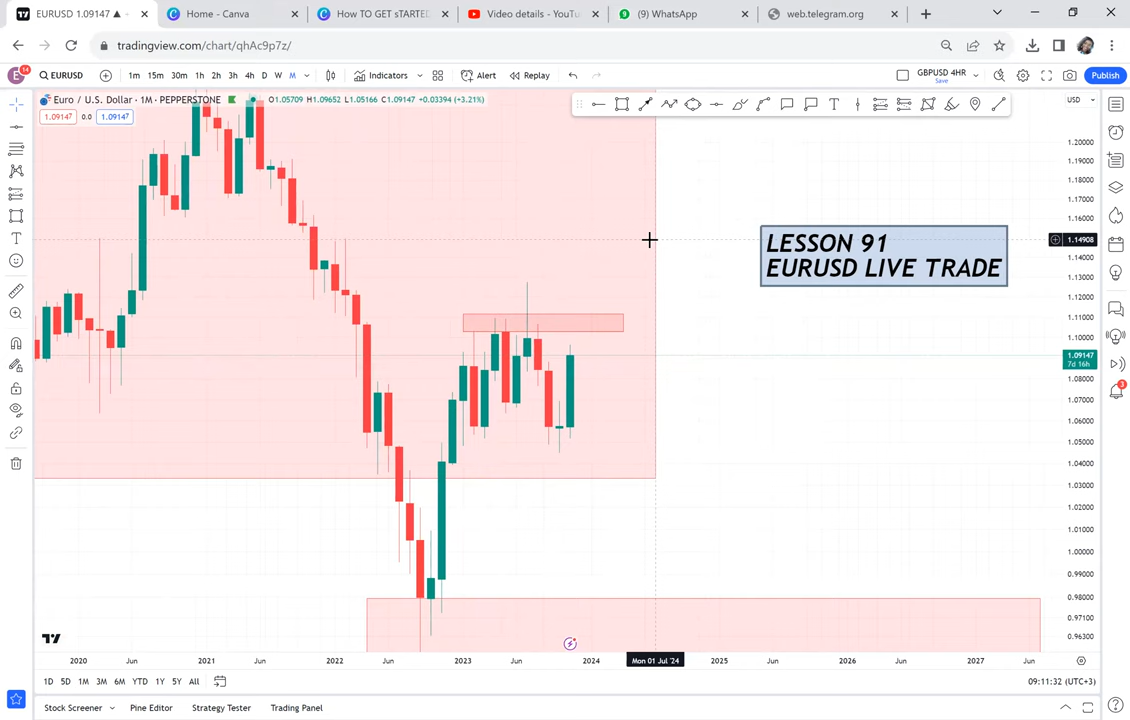 EURUSD 1.09147 ▲
Home - Canva
How TO GET sTARTED
Video details - YouTu
(9) WhatsApp
web.telegram.org
tradingview.com/chart/qhAc9p7z/
E 14 EURUSD 1m 15m 30m 1h 2h 3h 4h D W M Indicators Alert Replay GBPUSD 4HR Save Publish
Euro / U.S. Dollar · 1M · PEPPERSTONE O1.05709 H1.09652 L1.05166 C1.09147 +0.03394 (+3.21%)
1.09147 0.0 1.09147
USD
1.20000
1.19000
1.18000
1.17000
1.16000
1.14908
1.14000
1.13000
1.12000
1.11000
1.10000
1.09147
7d 16h
1.08000
1.07000
1.06000
1.05000
1.04000
1.03000
1.02000
1.01000
1.00000
0.99000
0.98000
0.97100
0.96300
LESSON 91
EURUSD LIVE TRADE
3
2020 Jun 2021 Jun 2022 Jun 2023 Jun 2024 Mon 01 Jul '24 2025 Jun 2026 Jun 2027 Jun
1D 5D 1M 3M 6M YTD 1Y 5Y All 09:11:32 (UTC+3)
Stock Screener Pine Editor Strategy Tester Trading Panel